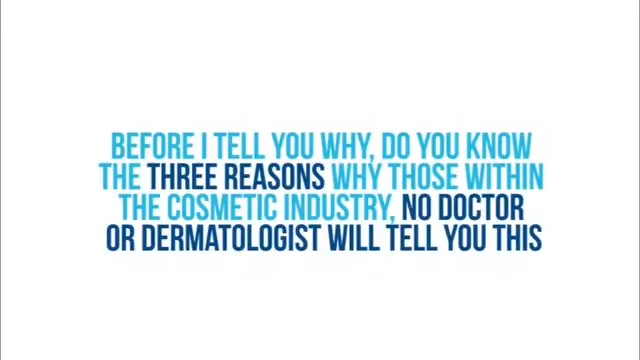 BEFORE I TELL YOU WHY, DO YOU KNOW
THE THREE REASONS WHY THOSE WITHIN
THE COSMETIC INDUSTRY, NO DOCTOR
OR DERMATOLOGIST WILL TELL YOU THIS